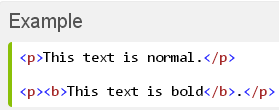 Example
<p>This text is normal.</p>
<p><b>This text is bold</b>.</p>